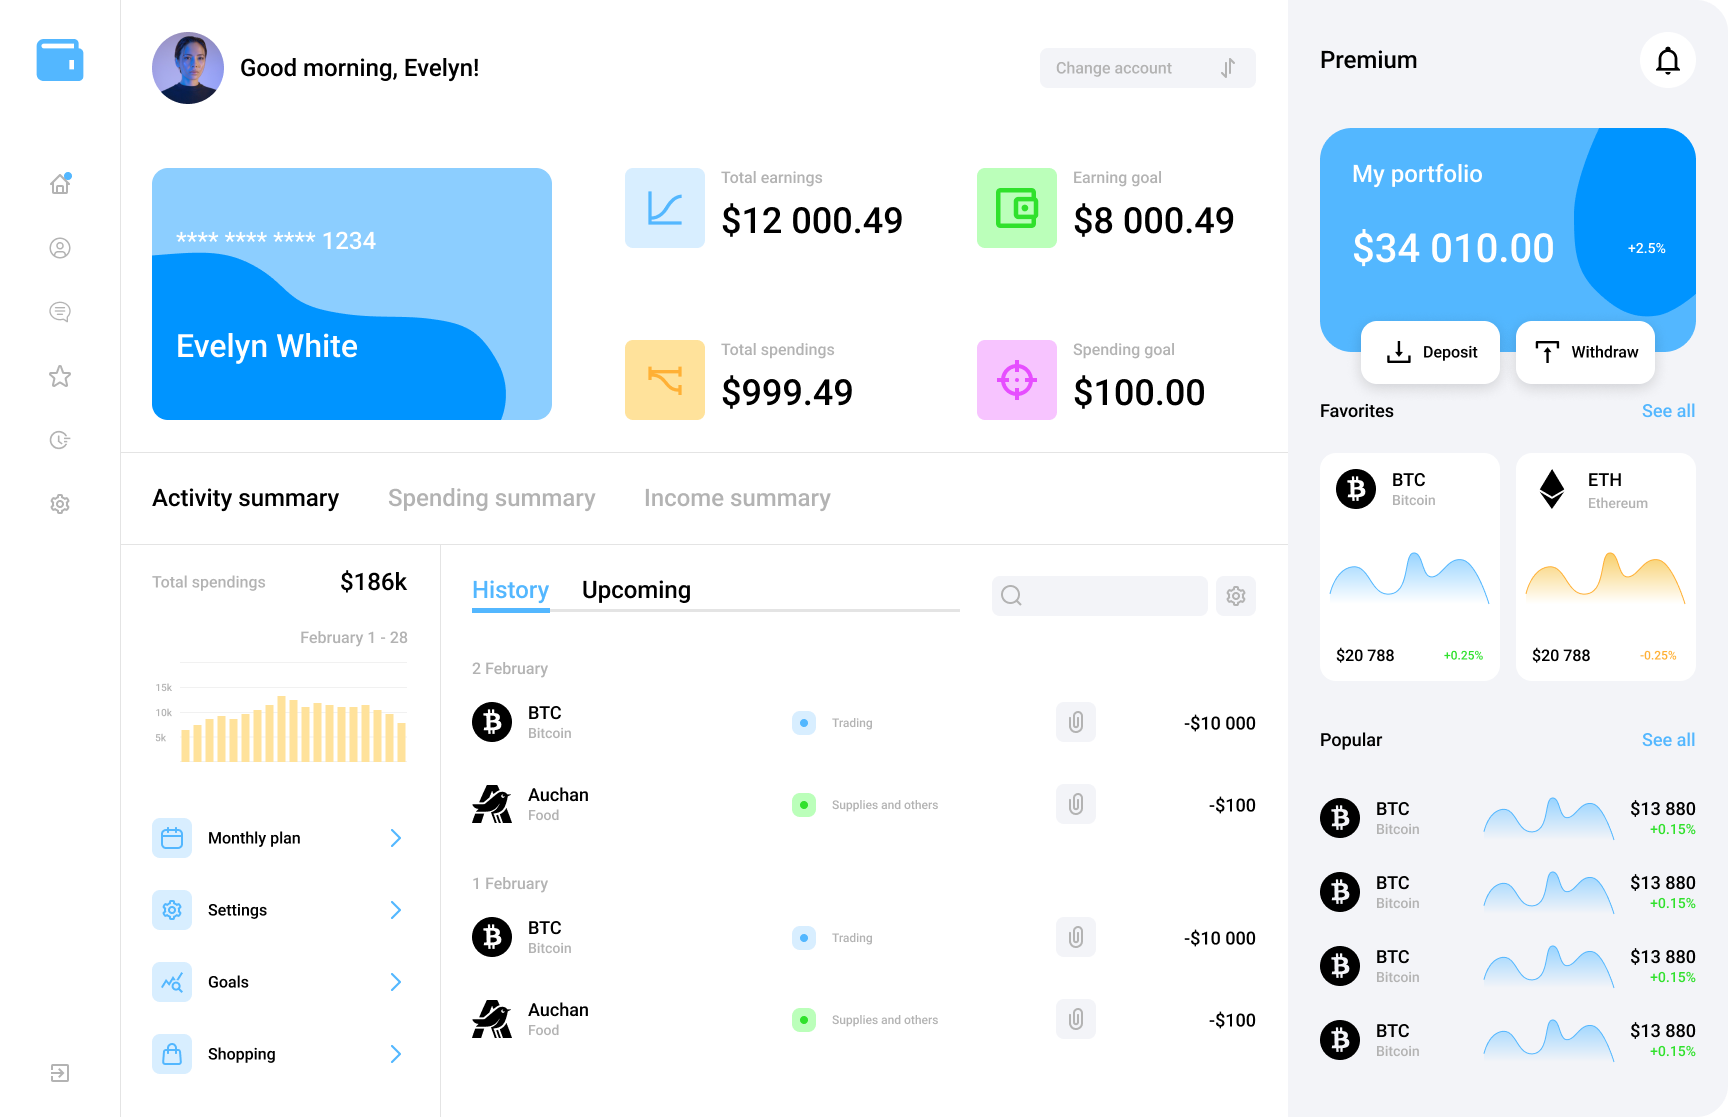 Good morning, Evelyn!
Change account
**** **** **** 1234
Evelyn White
Total earnings
$12 000.49
Earning goal
$8 000.49
Total spendings
$999.49
Spending goal
$100.00
Activity summary
Spending summary
Income summary
Total spendings
$186k
February 1 - 28
15k
10k
5k
Monthly plan
Settings
Goals
Shopping
History
Upcoming
2 February
BTC
Bitcoin
Trading
-$10 000
Auchan
Food
Supplies and others
-$100
1 February
BTC
Bitcoin
Trading
-$10 000
Auchan
Food
Supplies and others
-$100
Premium
My portfolio
$34 010.00
+2.5%
Deposit
Withdraw
Favorites
See all
BTC
Bitcoin
$20 788
+0.25%
ETH
Ethereum
$20 788
-0.25%
Popular
See all
BTC
Bitcoin
$13 880
+0.15%
BTC
Bitcoin
$13 880
+0.15%
BTC
Bitcoin
$13 880
+0.15%
BTC
Bitcoin
$13 880
+0.15%